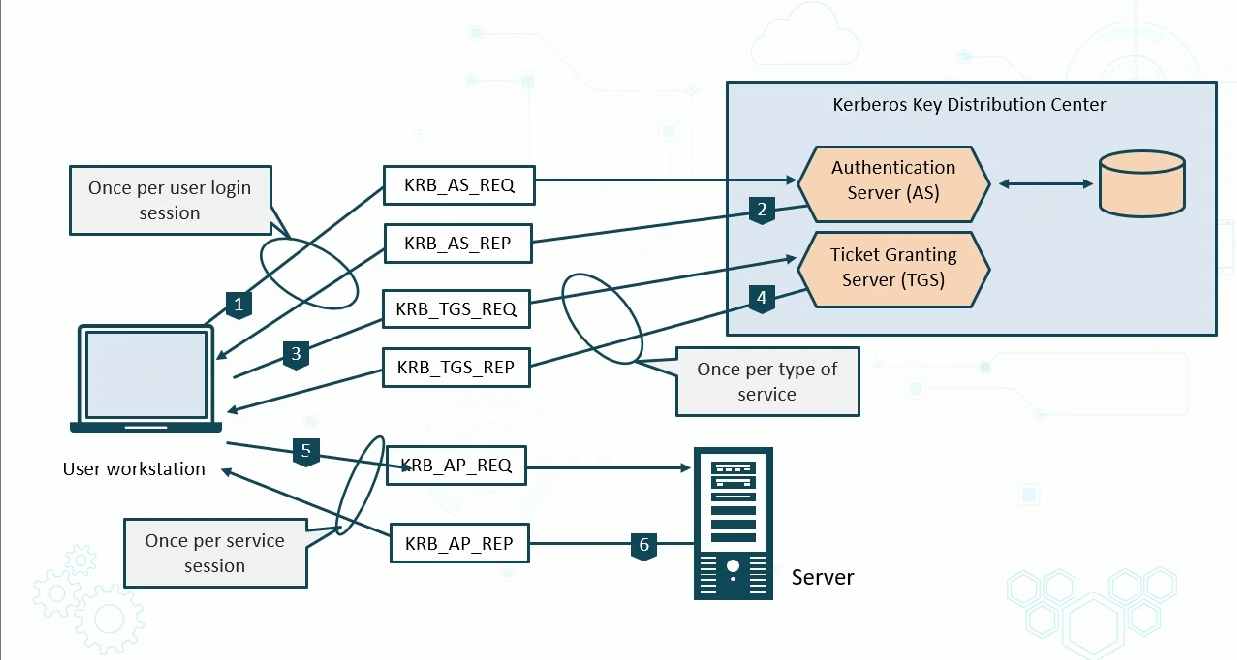 Kerberos Key Distribution Center
Once per user login
session
KRB_AS_REQ
Authentication
Server (AS)
2
KRB_AS_REP
Ticket Granting
Server (TGS)
1
KRB_TGS_REQ
4
3
KRB_TGS_REP
Once per type of
service
5
KRB_AP_REQ
User workstation
Once per service
session
KRB_AP_REP
6
Server